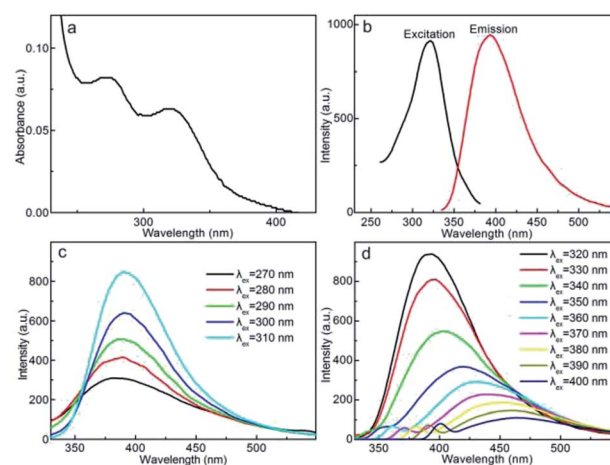 a
0.10
0.05
0.00
Absorbance (a.u.)
300
400
Wavelength (nm)
b
Excitation
Emission
1000
500
0
Intensity (a.u.)
250
300
350
400
450
500
Wavelength (nm)
c
800
600
400
200
0
Intensity (a.u.)
λex=270 nm
λex=280 nm
λex=290 nm
λex=300 nm
λex=310 nm
350
400
450
500
Wavelength (nm)
d
800
600
400
200
0
Intensity (a.u.)
λex=320 nm
λex=330 nm
λex=340 nm
λex=350 nm
λex=360 nm
λex=370 nm
λex=380 nm
λex=390 nm
λex=400 nm
350
400
450
500
Wavelength (nm)